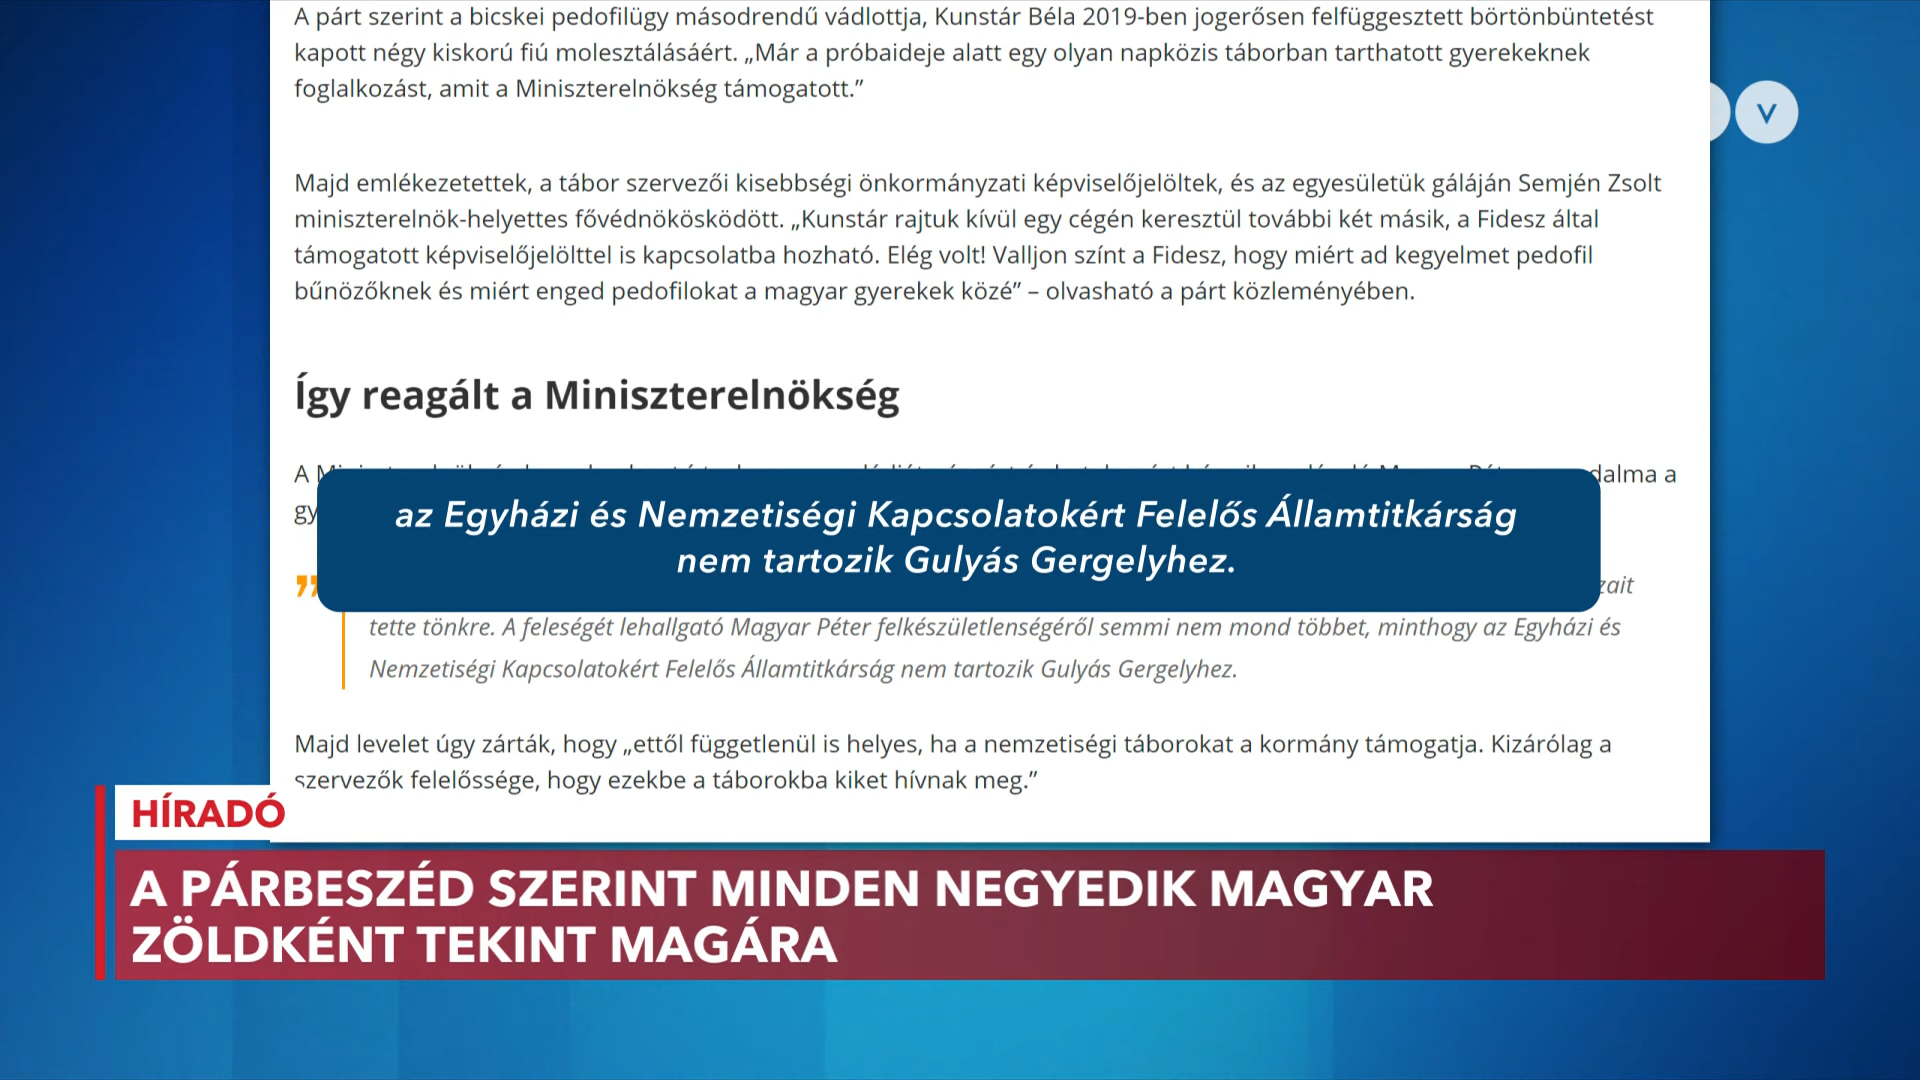 A párt szerint a bicskei pedofilügy másodrendű vádlottja, Kunstár Béla 2019-ben jogerősen felfüggesztett börtönbüntetést
kapott négy kiskorú fiú molesztálásáért. „Már a próbaideje alatt egy olyan napközis táborban tarthatott gyerekeknek
foglalkozást, amit a Miniszterelnökség támogatott.”
V
Majd emlékezetettek, a tábor szervezői kisebbségi önkormányzati képviselőjelöltek, és az egyesületük gáláján Semjén Zsolt
miniszterelnök-helyettes fővédnökösködött. „Kunstár rajtuk kívül egy cégén keresztül további két másik, a Fidesz által
támogatott képviselőjelölttel is kapcsolatba hozható. Elég volt! Valljon színt a Fidesz, hogy miért ad kegyelmet pedofil
bűnözőknek és miért enged pedofilokat a magyar gyerekek közé” – olvasható a párt közleményében.
Így reagált a Miniszterelnökség
A
az Egyházi és Nemzetiségi Kapcsolatokért Felelős Államtitkárság
nem tartozik Gulyás Gergelyhez.
tette tönkre. A feleségét lehallgató Magyar Péter felkészületlenségéről semmi nem mond többet, minthogy az Egyházi és
Nemzetiségi Kapcsolatokért Felelős Államtitkárság nem tartozik Gulyás Gergelyhez.
Majd levelet úgy zárták, hogy „ettől függetlenül is helyes, ha a nemzetiségi táborokat a kormány támogatja. Kizárólag a
szervezők felelőssége, hogy ezekbe a táborokba kiket hívnak meg.”
HÍRADÓ
A PÁRBESZÉD SZERINT MINDEN NEGYEDIK MAGYAR
ZÖLDKÉNT TEKINT MAGÁRA